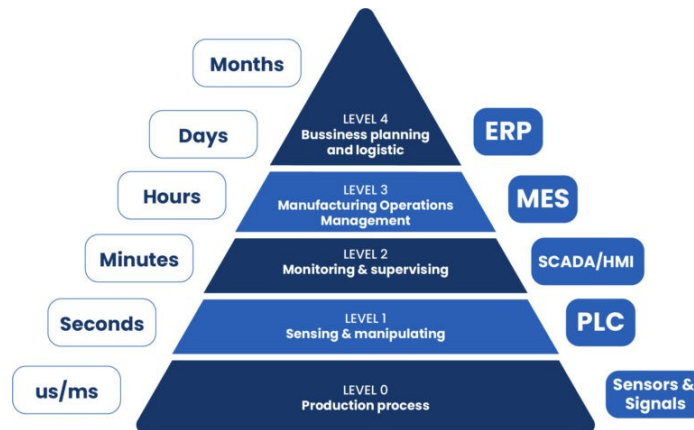 Months
LEVEL 4
Bussiness planning
and logistic
Days
ERP
LEVEL 3
Manufacturing Operations
Management
Hours
MES
LEVEL 2
Monitoring & supervising
Minutes
SCADA/HMI
LEVEL 1
Sensing & manipulating
Seconds
PLC
LEVEL 0
Production process
us/ms
Sensors &
Signals